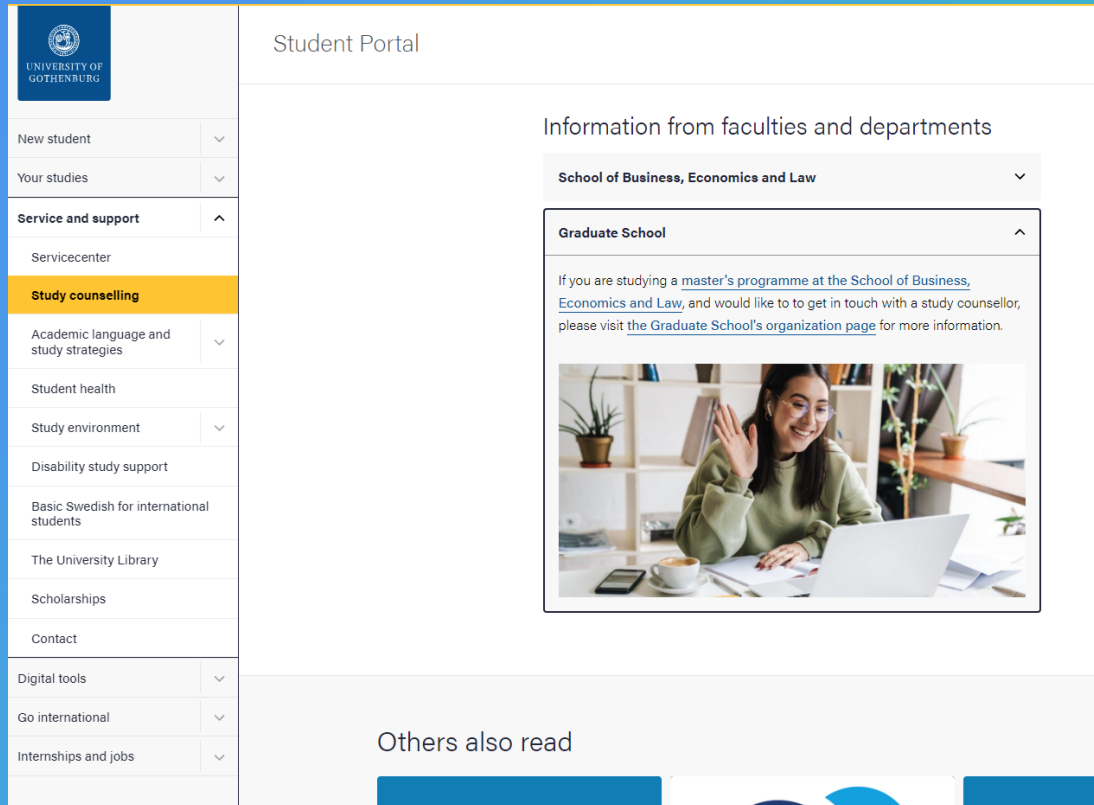 UNIVERSITY OF
GOTHENBURG
New student
Your studies
Service and support
Servicecenter
Study counselling
Academic language and
study strategies
Student health
Study environment
Disability study support
Basic Swedish for international
students
The University Library
Scholarships
Contact
Digital tools
Go international
Internships and jobs
Student Portal
Information from faculties and departments
School of Business, Economics and Law
Graduate School
If you are studying a master's programme at the School of Business,
Economics and Law, and would like to to get in touch with a study counsellor,
please visit the Graduate School's organization page for more information.
Others also read